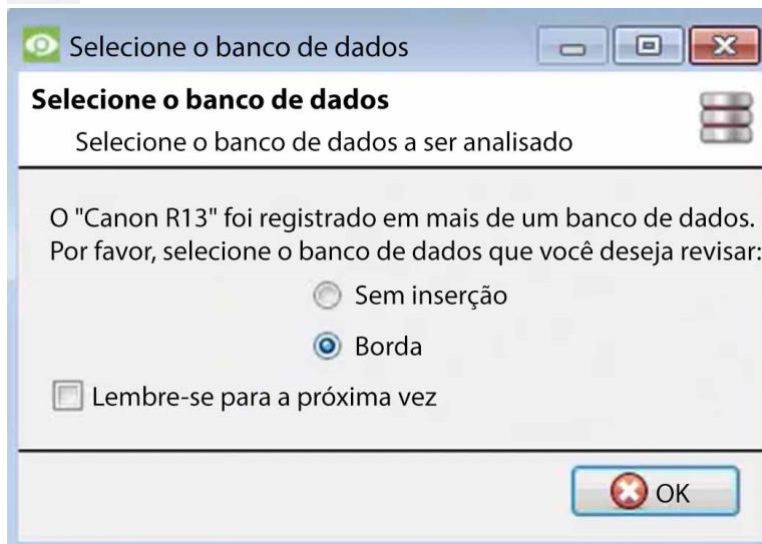 Selecione o banco de dados
Selecione o banco de dados
Selecione o banco de dados a ser analisado
O "Canon R13" foi registrado em mais de um banco de dados.
Por favor, selecione o banco de dados que você deseja revisar:
Sem inserção
Borda
Lembre-se para a próxima vez
OK